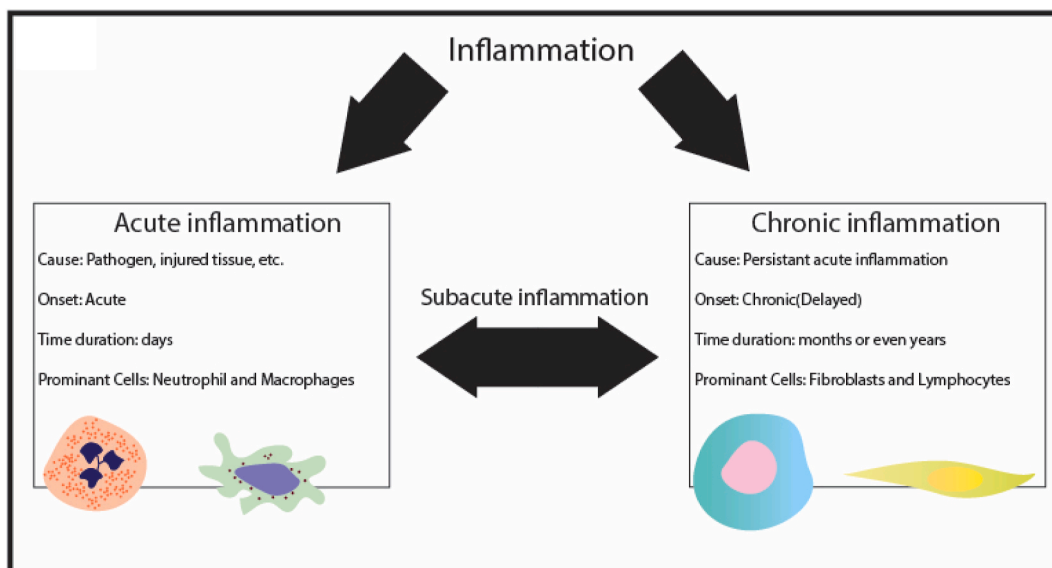 Inflammation
Acute inflammation
Cause: Pathogen, injured tissue, etc.
Onset: Acute
Time duration: days
Prominant Cells: Neutrophil and Macrophages
Subacute inflammation
Chronic inflammation
Cause: Persistant acute inflammation
Onset: Chronic(Delayed)
Time duration: months or even years
Prominant Cells: Fibroblasts and Lymphocytes